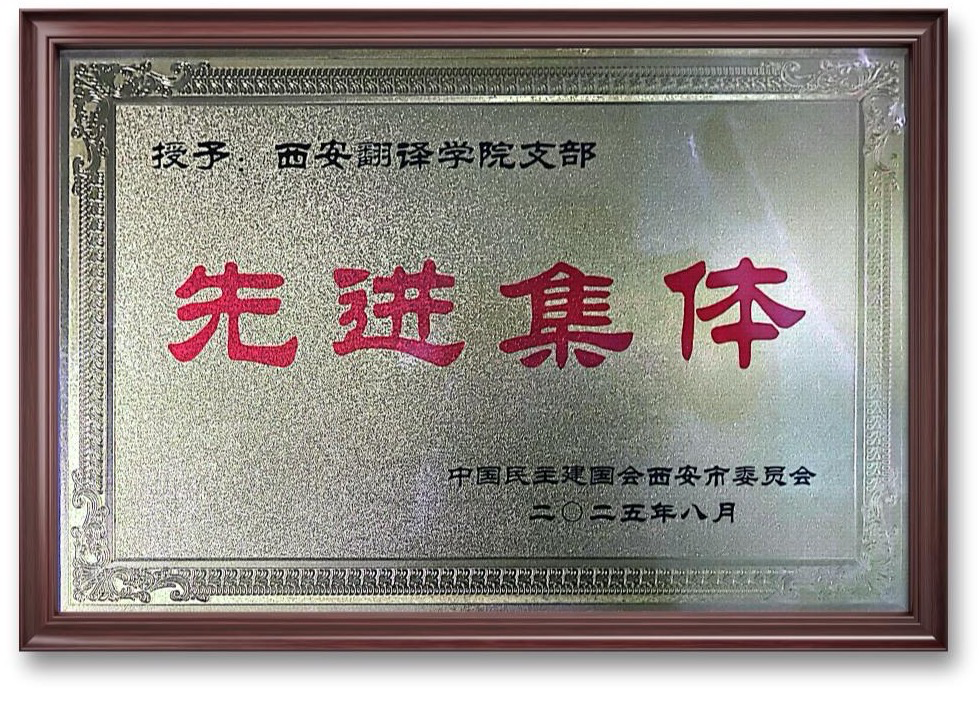 授予：西安翻译学院支部
先进集体
中国民主建国会西安市委员会
二〇二五年八月